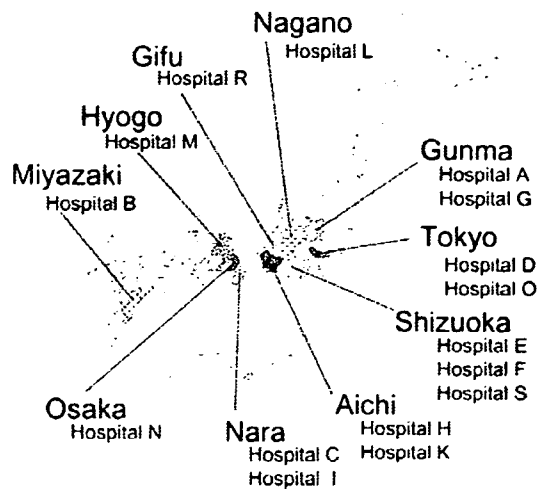 Nagano
Hospital L
Gifu
Hospital R
Hyogo
Hospital M
Miyazaki
Hospital B
Gunma
Hospital A
Hospital G
Tokyo
Hospital D
Hospital O
Shizuoka
Hospital E
Hospital F
Hospital S
Osaka
Hospital N
Nara
Hospital C
Hospital I
Aichi
Hospital H
Hospital K